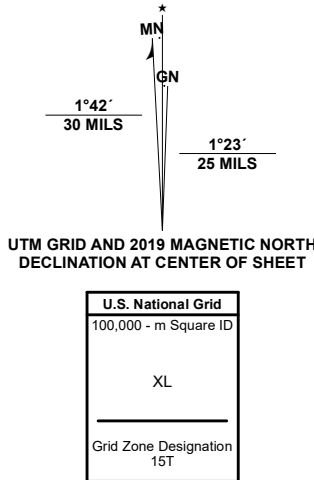 ★
MN
GN
1°42´
30 MILS
1°23´
25 MILS
UTM GRID AND 2019 MAGNETIC NORTH
DECLINATION AT CENTER OF SHEET
U.S. National Grid
100,000 - m Square ID
XL
Grid Zone Designation
15T